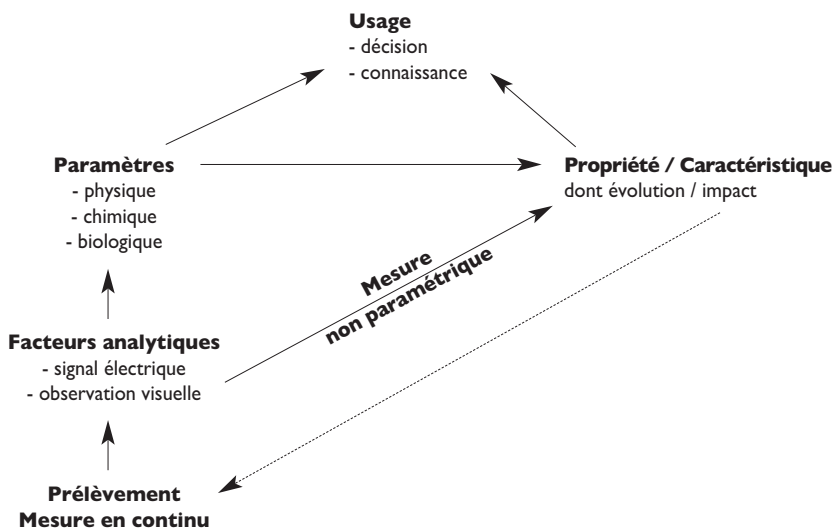 Usage
- décision
- connaissance
Paramètres
- physique
- chimique
- biologique
Propriété / Caractéristique
dont évolution / impact
Mesure
non paramétrique
Facteurs analytiques
- signal électrique
- observation visuelle
Prélèvement
Mesure en continu